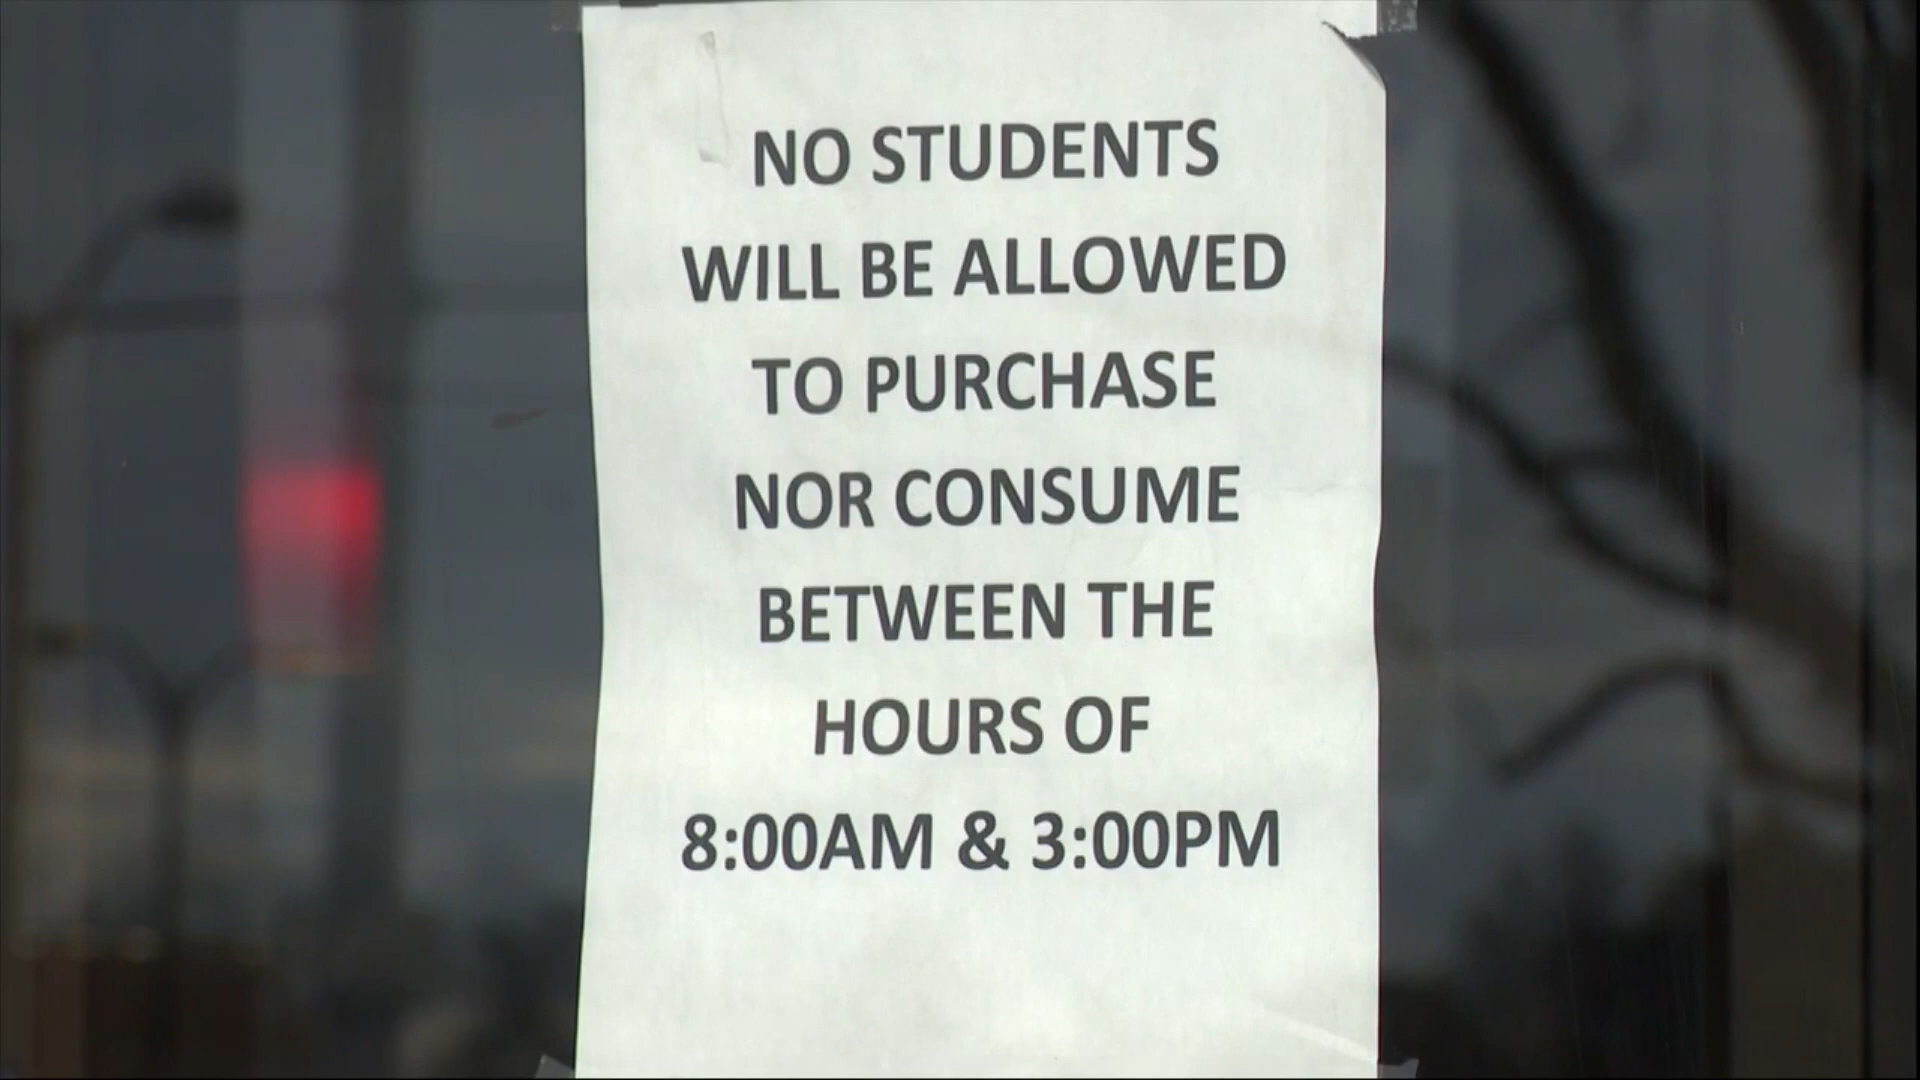 NO STUDENTS
WILL BE ALLOWED
TO PURCHASE
NOR CONSUME
BETWEEN THE
HOURS OF
8:00AM & 3:00PM